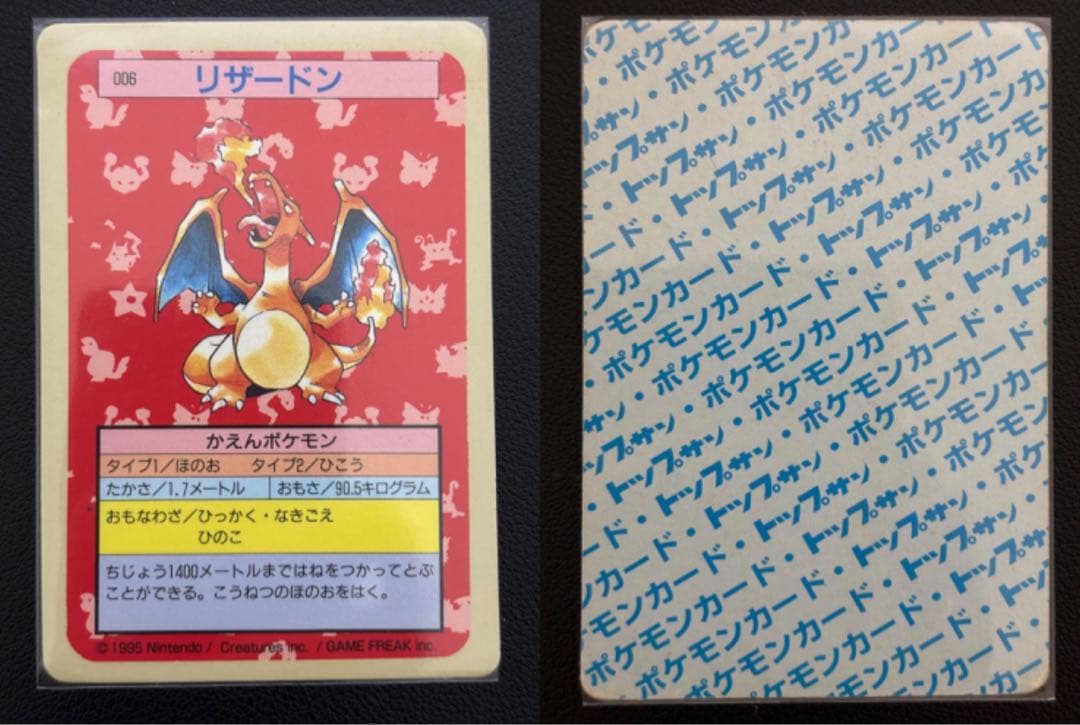 006 リザードン
かえんポケモン
タイプ1/ほのお タイプ2/ひこう
たかさ/1.7メートル おもさ/90.5キログラム
おもなわざ/ひっかく・なきごえ
ひのこ
ちじょう1400メートルまではねをつかってとぶ
ことができる。こうねつのほのおをはく。
© 1995 Nintendo / Creatures inc. / GAME FREAK inc.
ポケモンカード・トップサン・ポケモンカード・トップサン